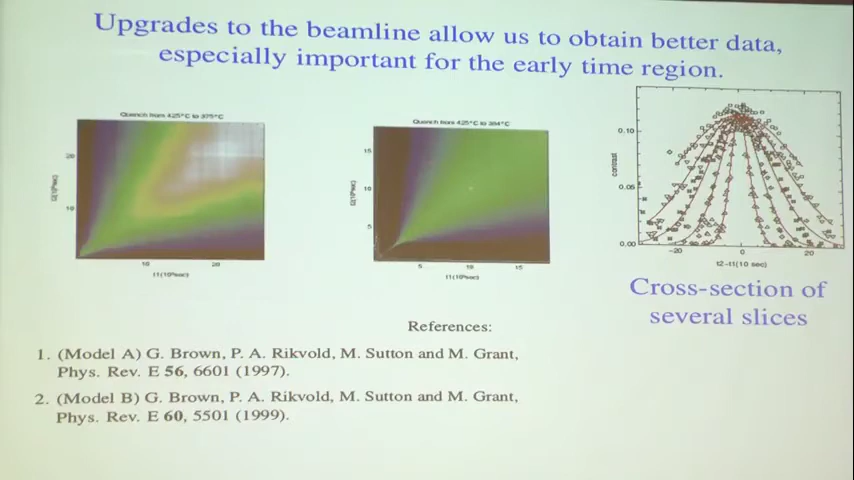 Upgrades to the beamline allow us to obtain better data,
especially important for the early time region.
Quench from 425°C to 375°C
20
10
10
20
Quench from 425°C to 384°C
15
10
5
5
10
15
contrast
0.10
0.05
0.00
-20
0
20
t2-t1(10 sec)
Cross-section of
several slices
References:
1. (Model A) G. Brown, P. A. Rikvold, M. Sutton and M. Grant,
Phys. Rev. E 56, 6601 (1997).
2. (Model B) G. Brown, P. A. Rikvold, M. Sutton and M. Grant,
Phys. Rev. E 60, 5501 (1999).